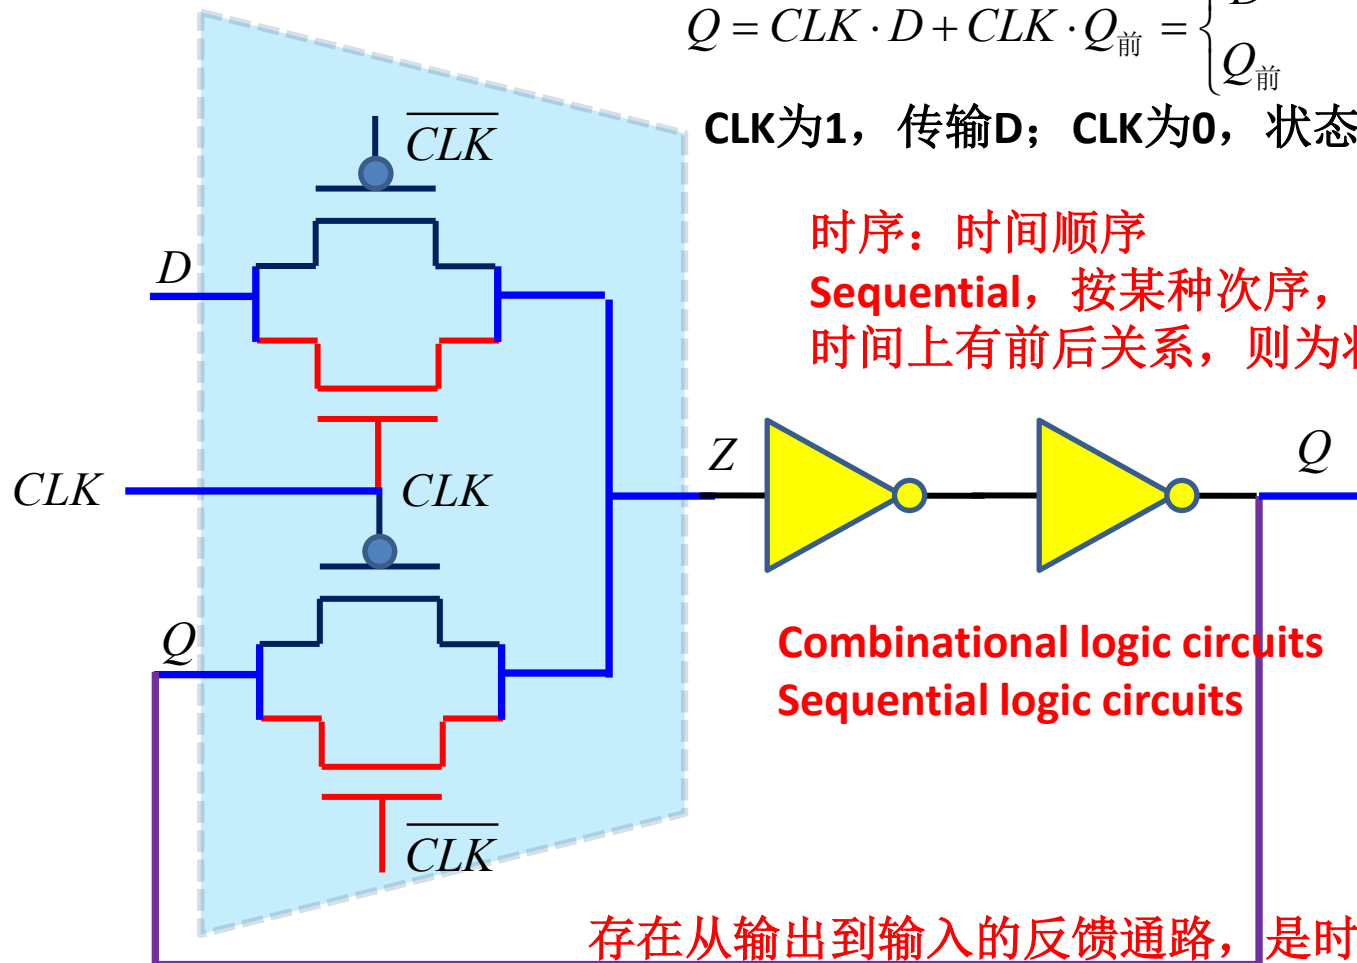 Q = CLK · D + CLK · Q前 = { D
Q前
CLK为1，传输D；CLK为0，状态
\overline{CLK}
时序：时间顺序
D
Sequential，按某种次序，
时间上有前后关系，则为
Z
Q
CLK
CLK
Q
Combinational logic circuits
Sequential logic circuits
\overline{CLK}
存在从输出到输入的反馈通路，是时